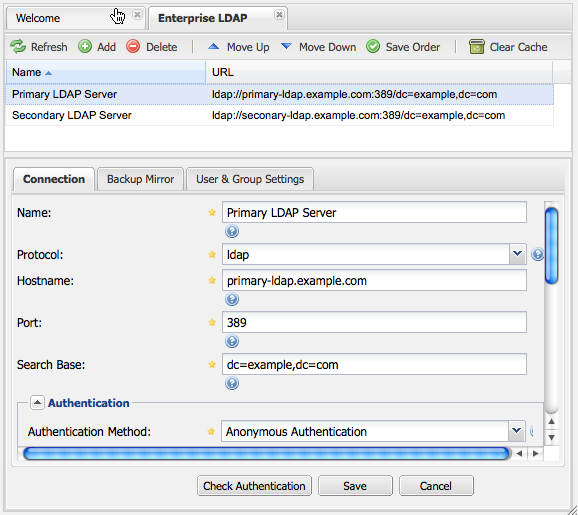 Welcome Enterprise LDAP
Refresh Add Delete Move Up Move Down Save Order Clear Cache
Name URL
Primary LDAP Server ldap://primary-ldap.example.com:389/dc=example,dc=com
Secondary LDAP Server ldap://seconary-ldap.example.com:389/dc=example,dc=com
Connection Backup Mirror User & Group Settings
Name: Primary LDAP Server
Protocol: ldap
Hostname: primary-ldap.example.com
Port: 389
Search Base: dc=example,dc=com
Authentication
Authentication Method: Anonymous Authentication
Check Authentication Save Cancel